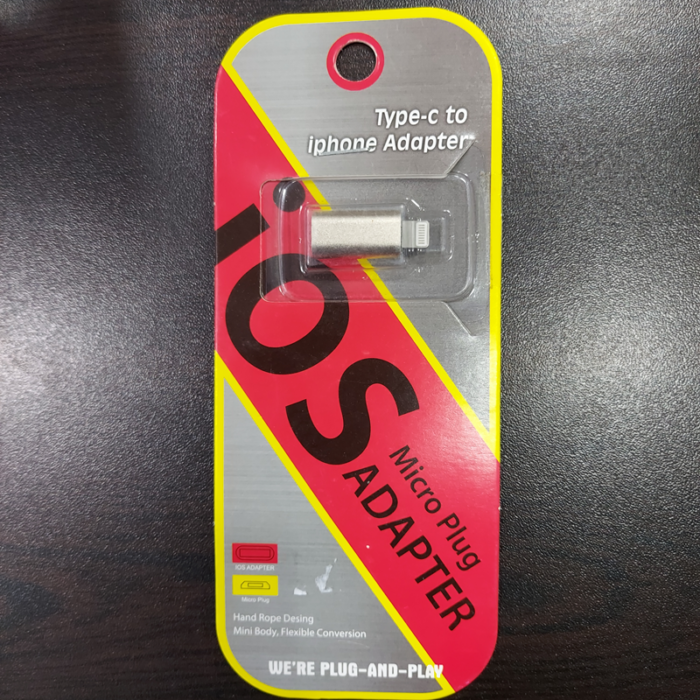 Type-c to
iphone Adapter
iOS
Micro Plug
ADAPTER
IOS ADAPTER
Micro Plug
Hand Rope Desing
Mini Body, Flexible Conversion
WE'RE PLUG-AND-PLAY